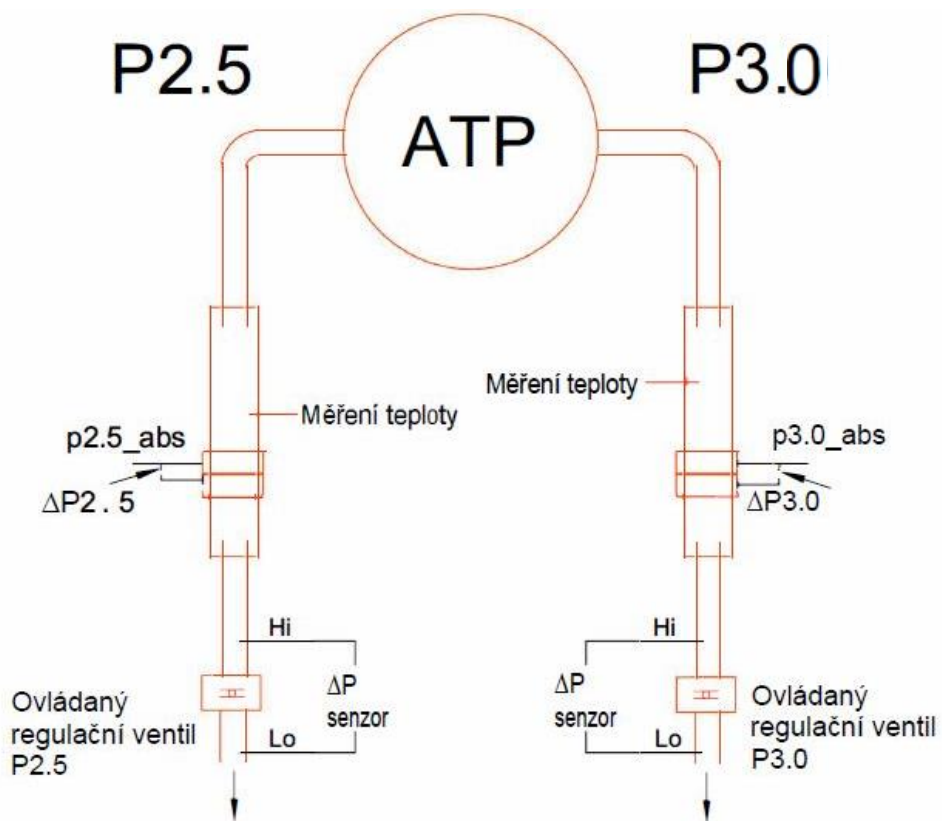 P2.5
P3.0
ATP
Měření teploty
Měření teploty
p2.5_abs
p3.0_abs
ΔP2.5
ΔP3.0
Hi
Hi
ΔP
senzor
ΔP
senzor
Lo
Lo
Ovládaný
regulační ventil
P2.5
Ovládaný
regulační ventil
P3.0